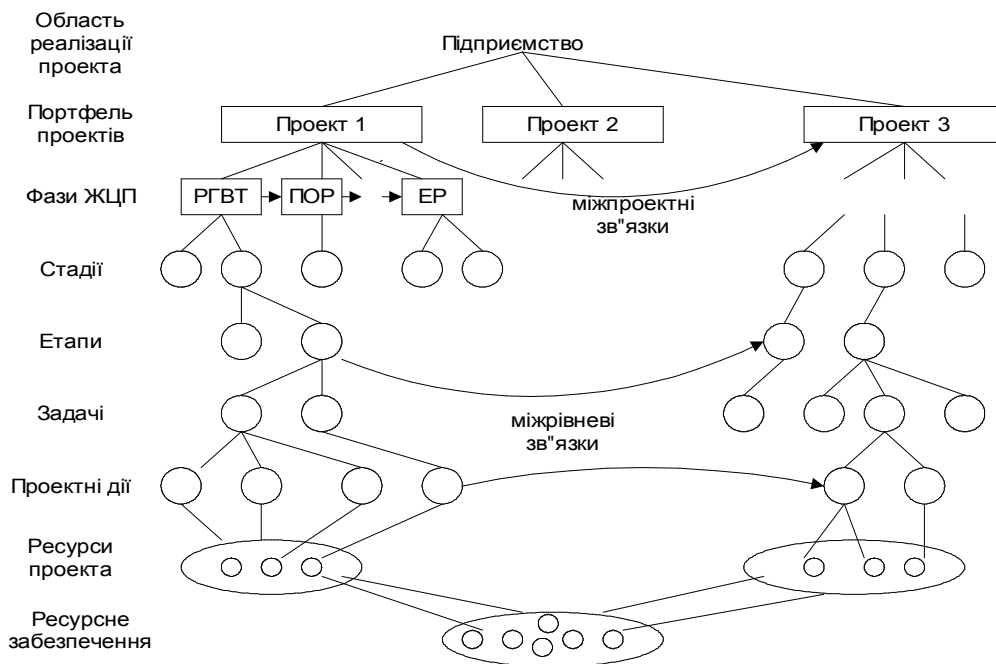 Область
реалізації
проекта
Підприємство
Портфель
проектів
Проект 1
Проект 2
Проект 3
Фази ЖЦП
РГВТ
ПОР
ЕР
міжпроектні
зв"язки
Стадії
Етапи
Задачі
міжрівневі
зв"язки
Проектні дії
Ресурси
проекта
Ресурсне
забезпечення